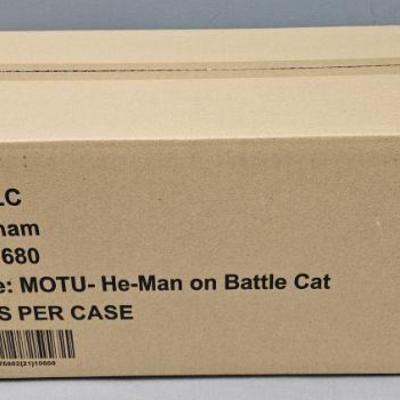 LC
nam
680
e: MOTU- He-Man on Battle Cat
S PER CASE